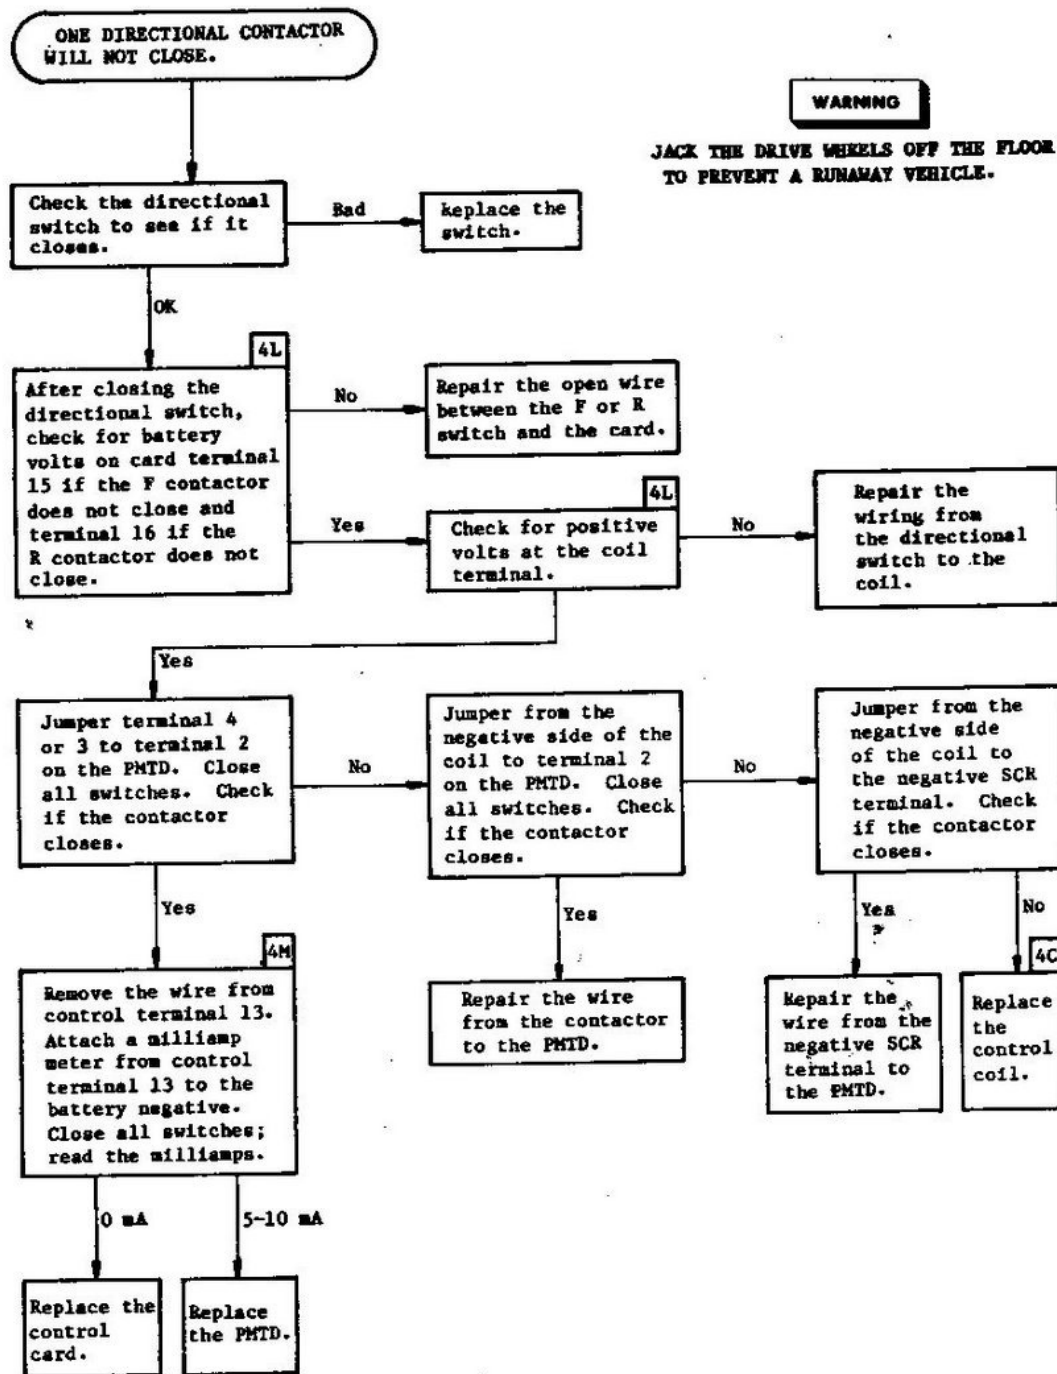 ONE DIRECTIONAL CONTACTOR
WILL NOT CLOSE.
WARNING
JACK THE DRIVE WHEELS OFF THE FLOOR
TO PREVENT A RUNAWAY VEHICLE.
Check the directional
switch to see if it
closes.
Bad
Replace the
switch.
OK
4L
After closing the
directional switch,
check for battery
volts on card terminal
15 if the F contactor
does not close and
terminal 16 if the
R contactor does not
close.
No
Repair the open wire
between the F or R
switch and the card.
Yes
4L
Check for positive
volts at the coil
terminal.
No
Repair the
wiring from
the directional
switch to the
coil.
Yes
Jumper terminal 4
or 3 to terminal 2
on the PMTD. Close
all switches. Check
if the contactor
closes.
No
Jumper from the
negative side of the
coil to terminal 2
on the PMTD. Close
all switches. Check
if the contactor
closes.
No
Jumper from the
negative side
of the coil to
the negative SCR
terminal. Check
if the contactor
closes.
Yes
4M
Remove the wire from
control terminal 13.
Attach a milliamp
meter from control
terminal 13 to the
battery negative.
Close all switches;
read the milliamps.
Yes
Repair the wire
from the contactor
to the PMTD.
Yes
Repair the
wire from the
negative SCR
terminal to
the PMTD.
No
4C
Replace
the
control
coil.
0 mA
Replace the
control
card.
5-10 mA
Replace
the PMTD.